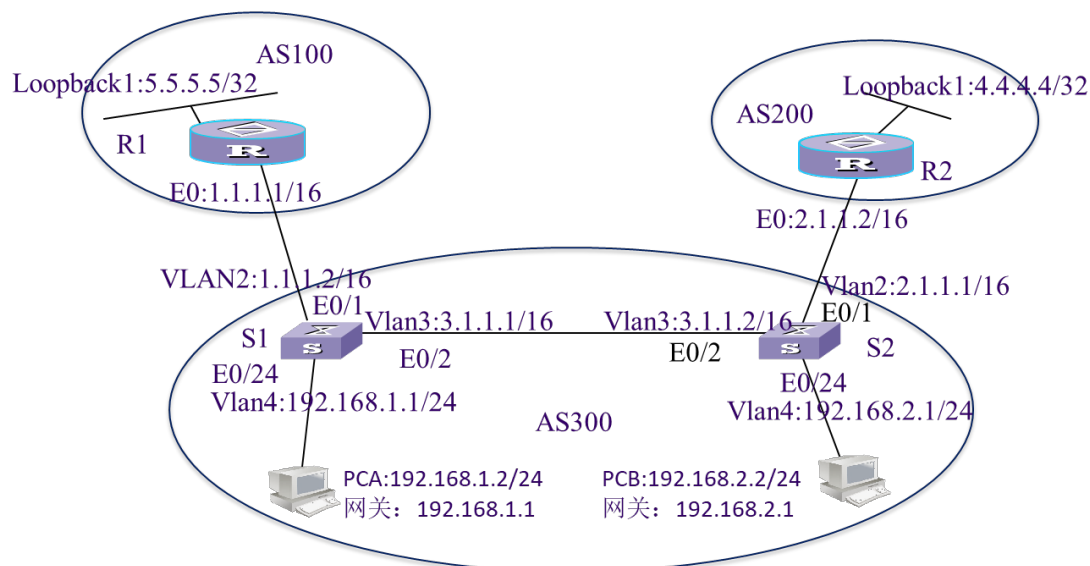 AS100
Loopback1:5.5.5.5/32
R1
R
E0:1.1.1.1/16
Loopback1:4.4.4.4/32
AS200
R
R2
E0:2.1.1.2/16
VLAN2:1.1.1.2/16
E0/1
Vlan2:2.1.1.1/16
E0/1
Vlan3:3.1.1.1/16
Vlan3:3.1.1.2/16
S1
S
E0/2
E0/2
S
S2
E0/24
Vlan4:192.168.1.1/24
E0/24
Vlan4:192.168.2.1/24
AS300
PCA:192.168.1.2/24
网关：192.168.1.1
PCB:192.168.2.2/24
网关：192.168.2.1